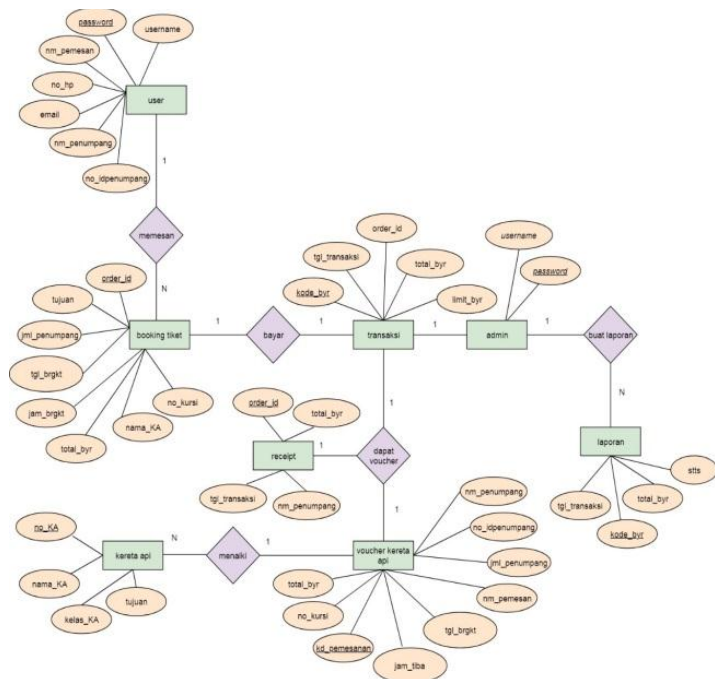 password
username
nm_pemesan
no_hp
user
email
nm_penumpang
no_idpenumpang
1
memesan
N
order_id
tujuan
jml_penumpang
booking tiket
tgl_brgkt
jam_brgkt
total_byr
nama_KA
no_kursi
1
bayar
1
order_id
tgl_transaksi
total_byr
kode_byr
limit_byr
transaksi
1
1
username
password
admin
1
buat laporan
N
laporan
stts
total_byr
tgl_transaksi
kode_byr
1
order_id
total_byr
receipt
1
dapat
voucher
tgl_transaksi
nm_penumpang
1
no_KA
kereta api
N
menaiki
1
voucher kereta
api
nama_KA
kelas_KA
tujuan
nm_penumpang
no_idpenumpang
jml_penumpang
nm_pemesan
total_byr
no_kursi
tgl_brgkt
kd_pemesanan
jam_tiba